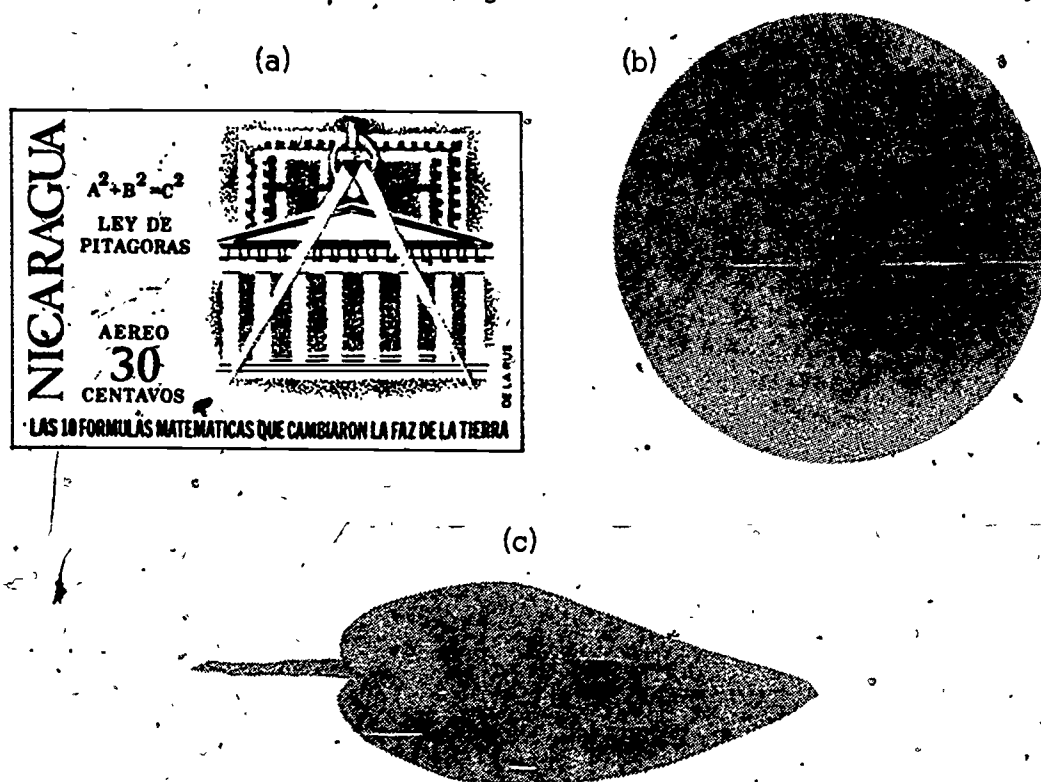 (a)
(b)
NICARAGUA
A²+B²=C²
LEY DE
PITAGORAS
AEREO
30
CENTAVOS
DE LA RUE
LAS 10 FORMULAS MATEMATICAS QUE CAMBIARON LA FAZ DE LA TIERRA
(c)